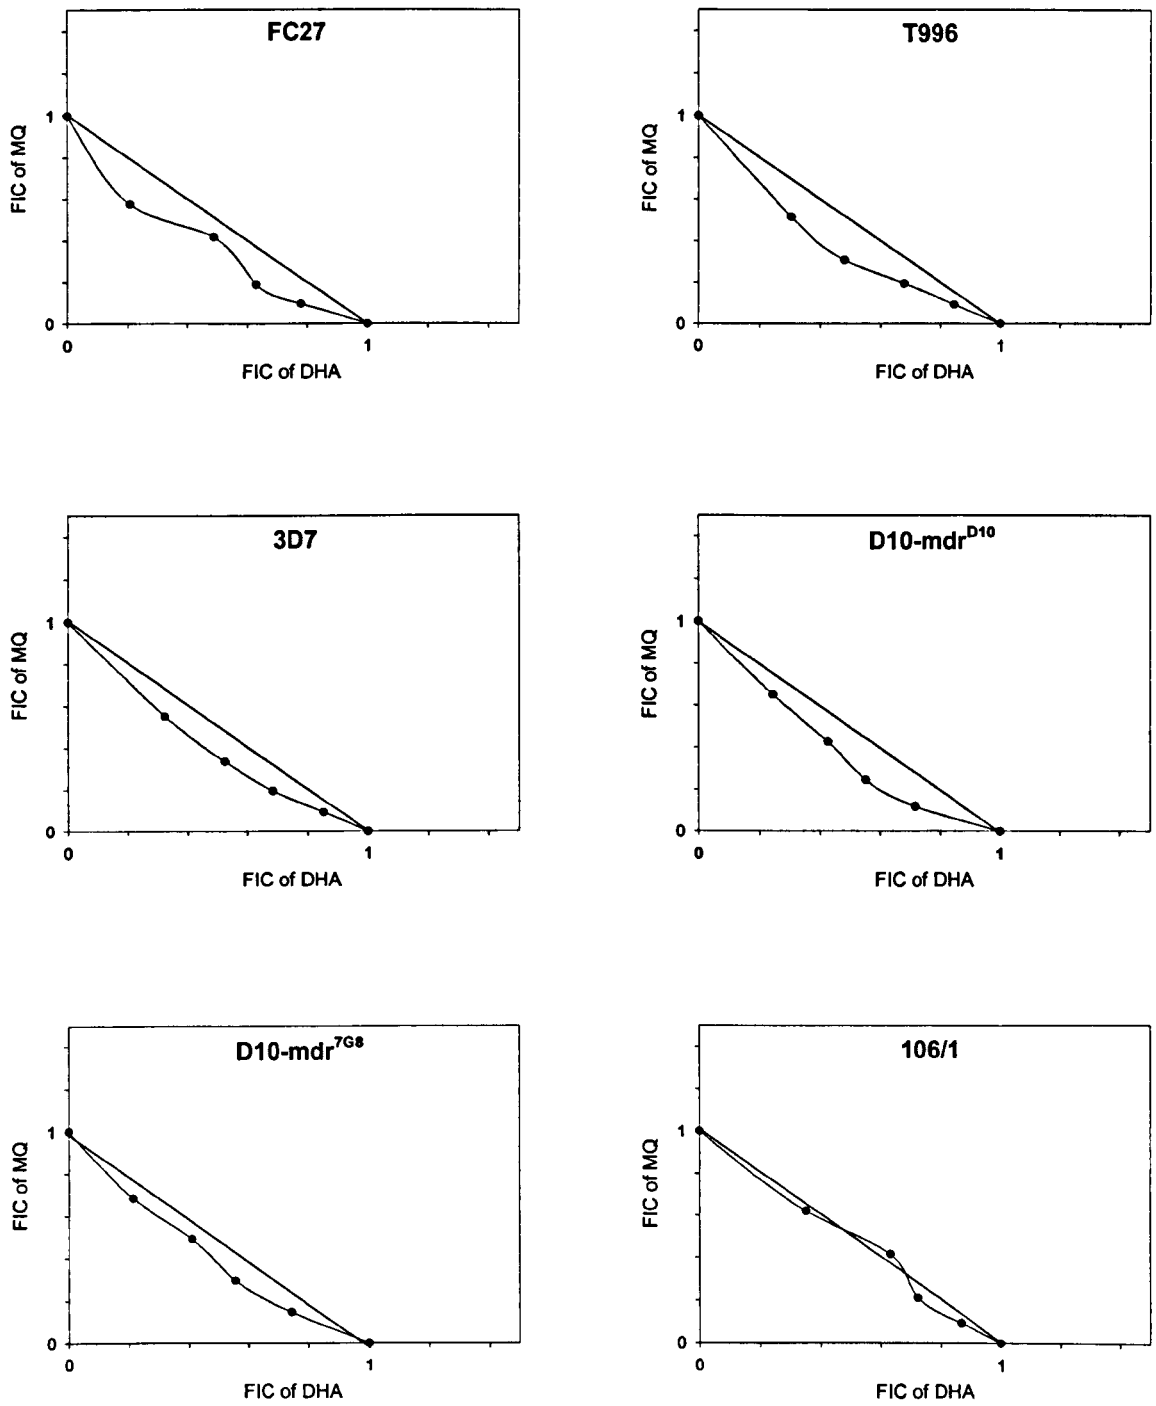 FC27
FIC of MQ
1
0
0 1
FIC of DHA
T996
FIC of MQ
1
0
0 1
FIC of DHA
3D7
FIC of MQ
1
0
0 1
FIC of DHA
D10-mdr^D10
FIC of MQ
1
0
0 1
FIC of DHA
D10-mdr^7G8
FIC of MQ
1
0
0 1
FIC of DHA
106/1
FIC of MQ
1
0
0 1
FIC of DHA